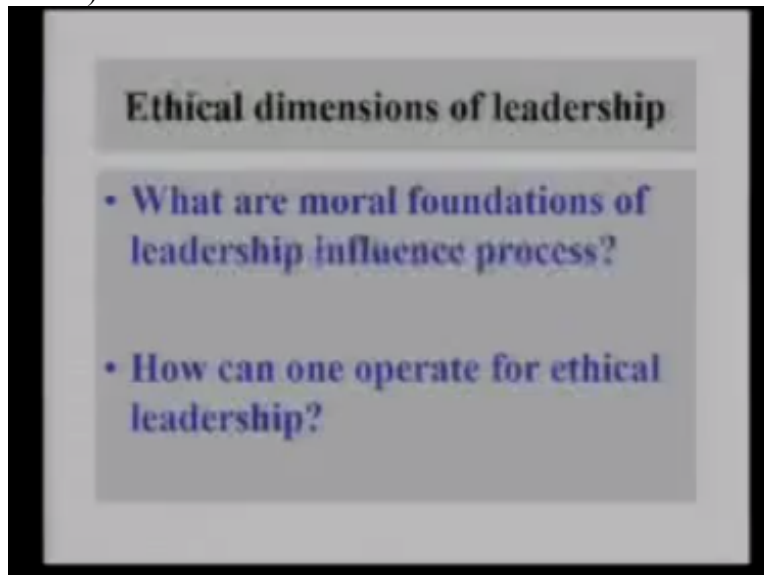 Ethical dimensions of leadership
• What are moral foundations of
leadership influence process?
• How can one operate for ethical
leadership?